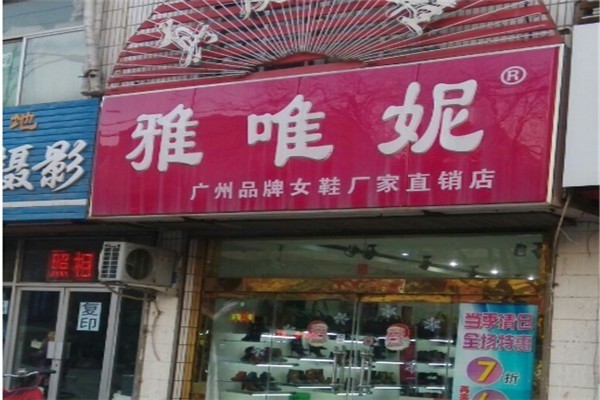 雅唯妮®
广州品牌女鞋厂家直销店
地
摄影
照相
复印
当季清仓
全场特惠
7折